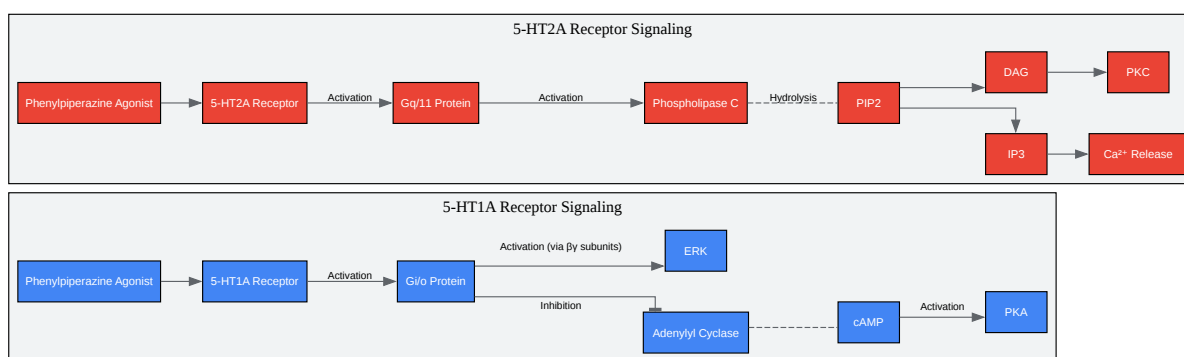 5-HT2A Receptor Signaling
DAG
PKC
Phenylpiperazine Agonist
5-HT2A Receptor
Activation
Gq/11 Protein
Activation
Phospholipase C
Hydrolysis
PIP2
IP3
Ca²⁺ Release
5-HT1A Receptor Signaling
Activation (via βγ subunits)
ERK
Phenylpiperazine Agonist
5-HT1A Receptor
Activation
Gi/o Protein
Inhibition
Adenylyl Cyclase
cAMP
Activation
PKA